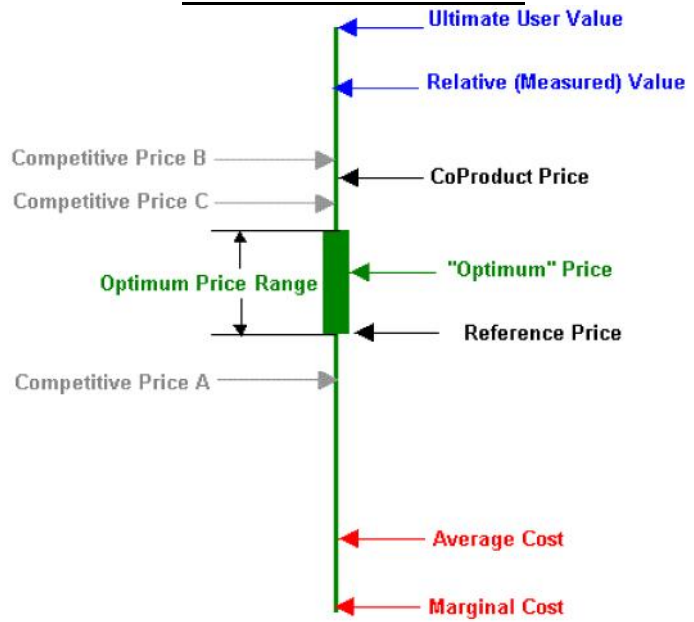 Ultimate User Value
Relative (Measured) Value
Competitive Price B
CoProduct Price
Competitive Price C
"Optimum" Price
Optimum Price Range
Reference Price
Competitive Price A
Average Cost
Marginal Cost